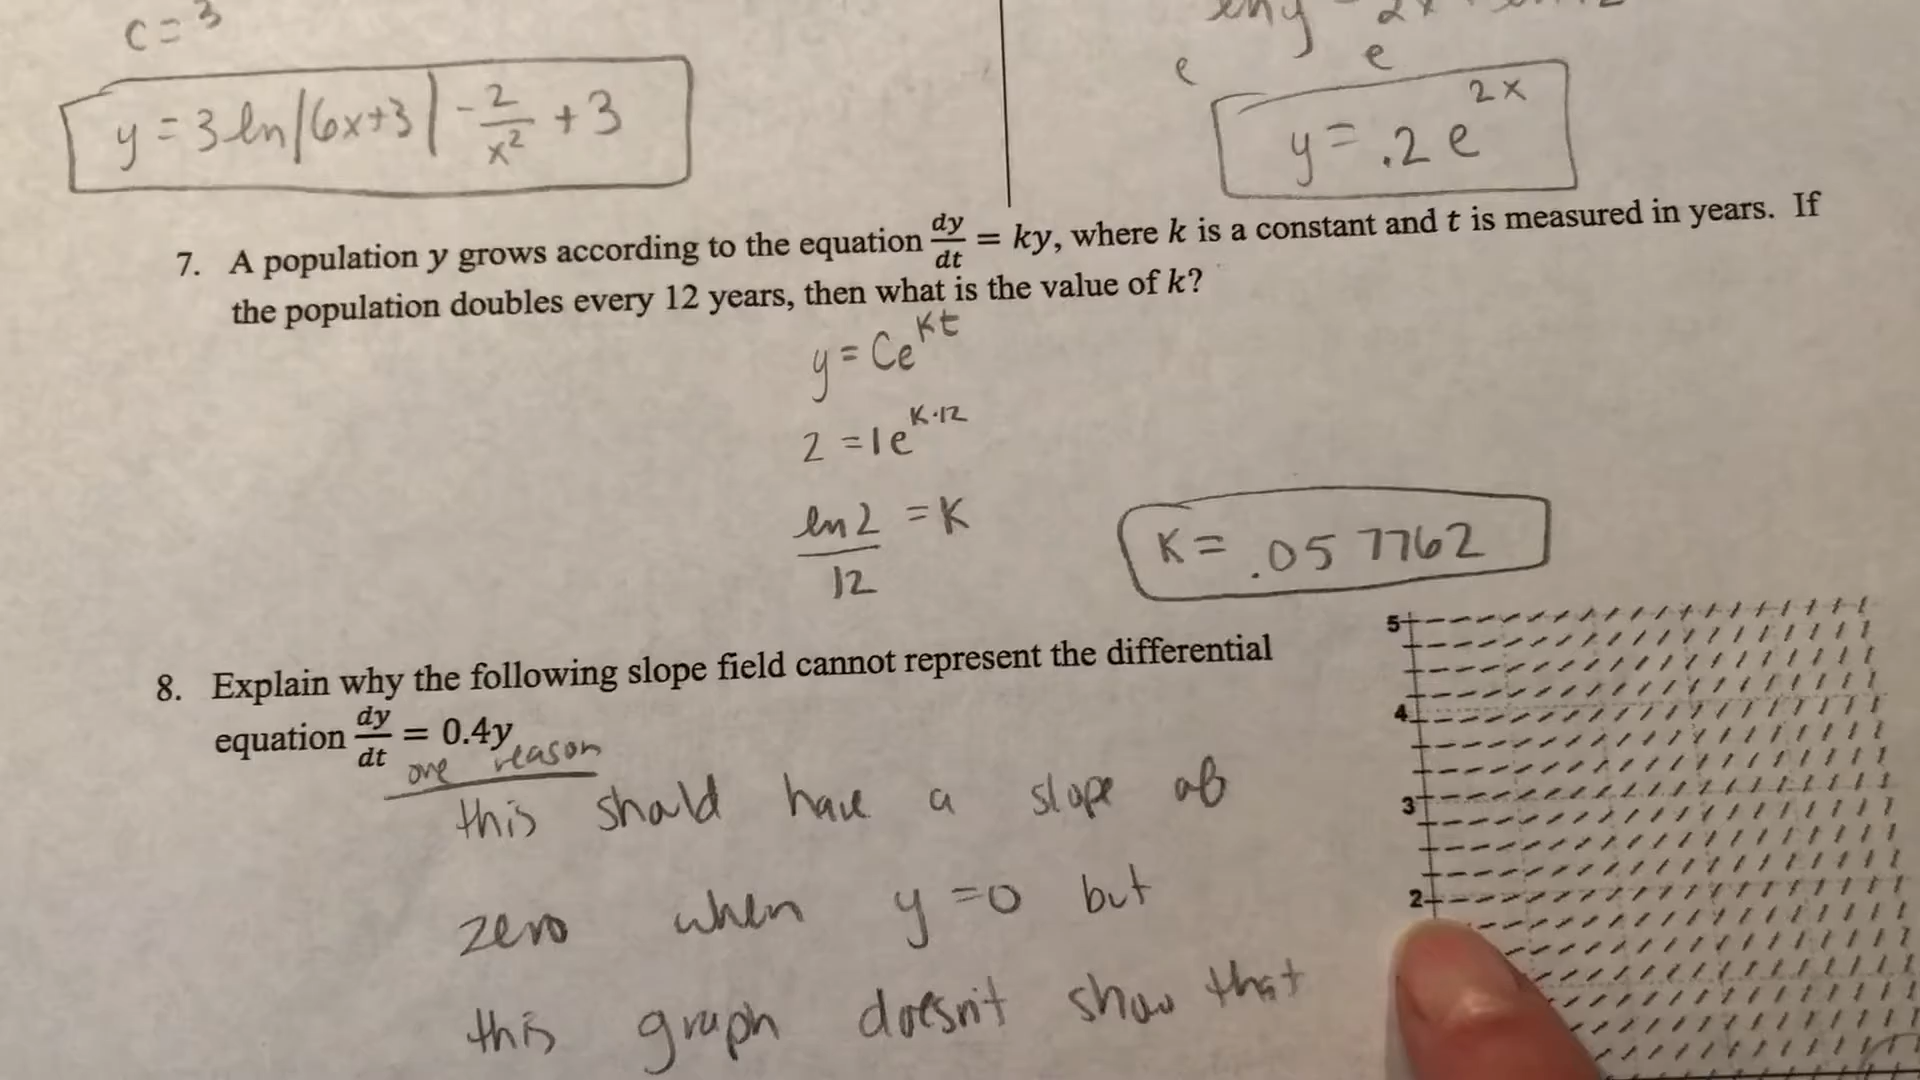 c = 3
y = 3 ln|6x+3| - 2/x² + 3
e e
y = .2 e^2x
7. A population y grows according to the equation dy/dt = ky, where k is a constant and t is measured in years. If
the population doubles every 12 years, then what is the value of k?
y = Ce^Kt
2 = 1e^K·12
ln 2 / 12 = K
K = .057762
8. Explain why the following slope field cannot represent the differential
equation dy/dt = 0.4y
one reason
this should have a slope of
zero when y = 0 but
this graph doesn't show that
5
4
3
2